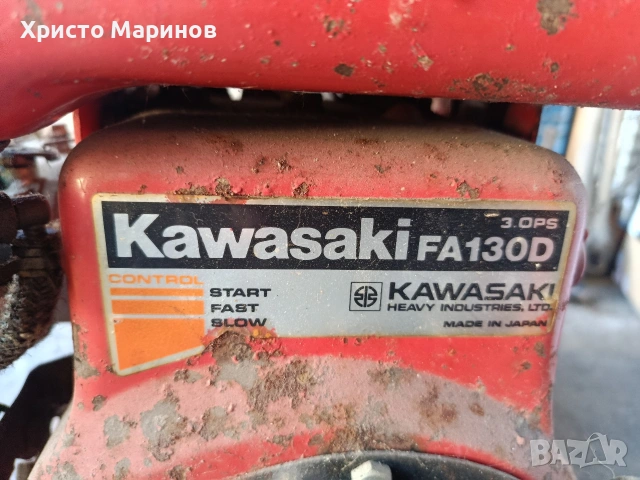 Христо Маринов
3.0PS
Kawasaki FA130D
CONTROL
START
FAST
SLOW
KAWASAKI
HEAVY INDUSTRIES, LTD.
MADE IN JAPAN
BAZAR